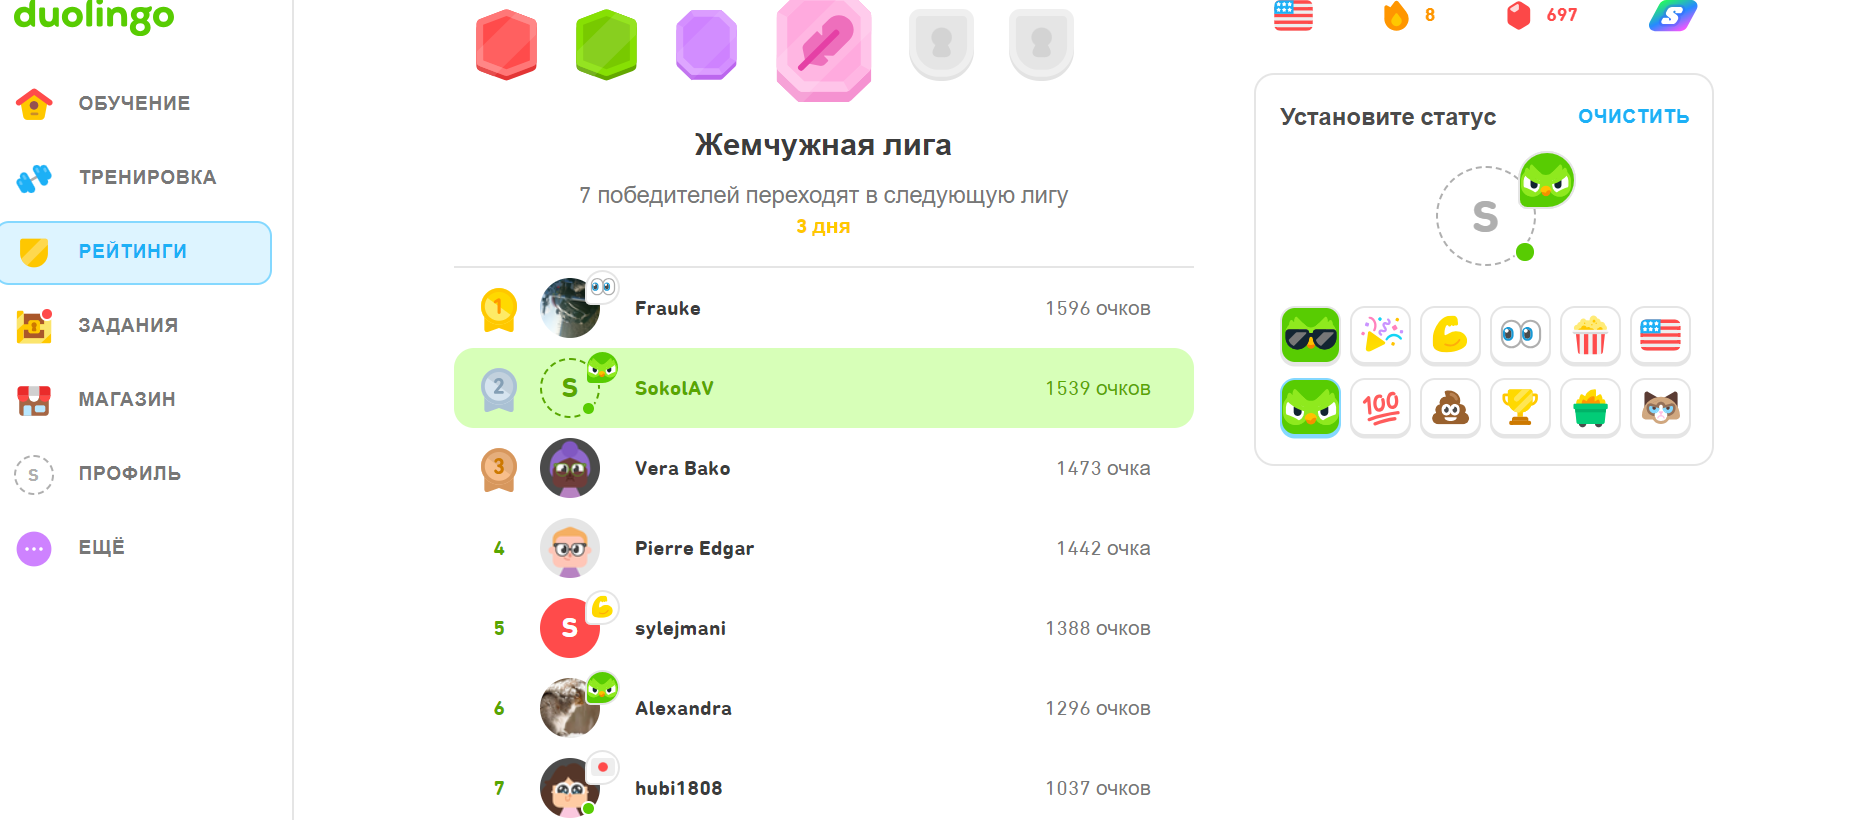 duolingo
ОБУЧЕНИЕ
ТРЕНИРОВКА
РЕЙТИНГИ
ЗАДАНИЯ
МАГАЗИН
S ПРОФИЛЬ
ЕЩЁ
Жемчужная лига
7 победителей переходят в следующую лигу
3 дня
1 Frauke 1596 очков
2 S SokolAV 1539 очков
3 Vera Bako 1473 очка
4 Pierre Edgar 1442 очка
5 S sylejmani 1388 очков
6 Alexandra 1296 очков
7 hubi1808 1037 очков
8 697 S
Установите статус ОЧИСТИТЬ
S
100